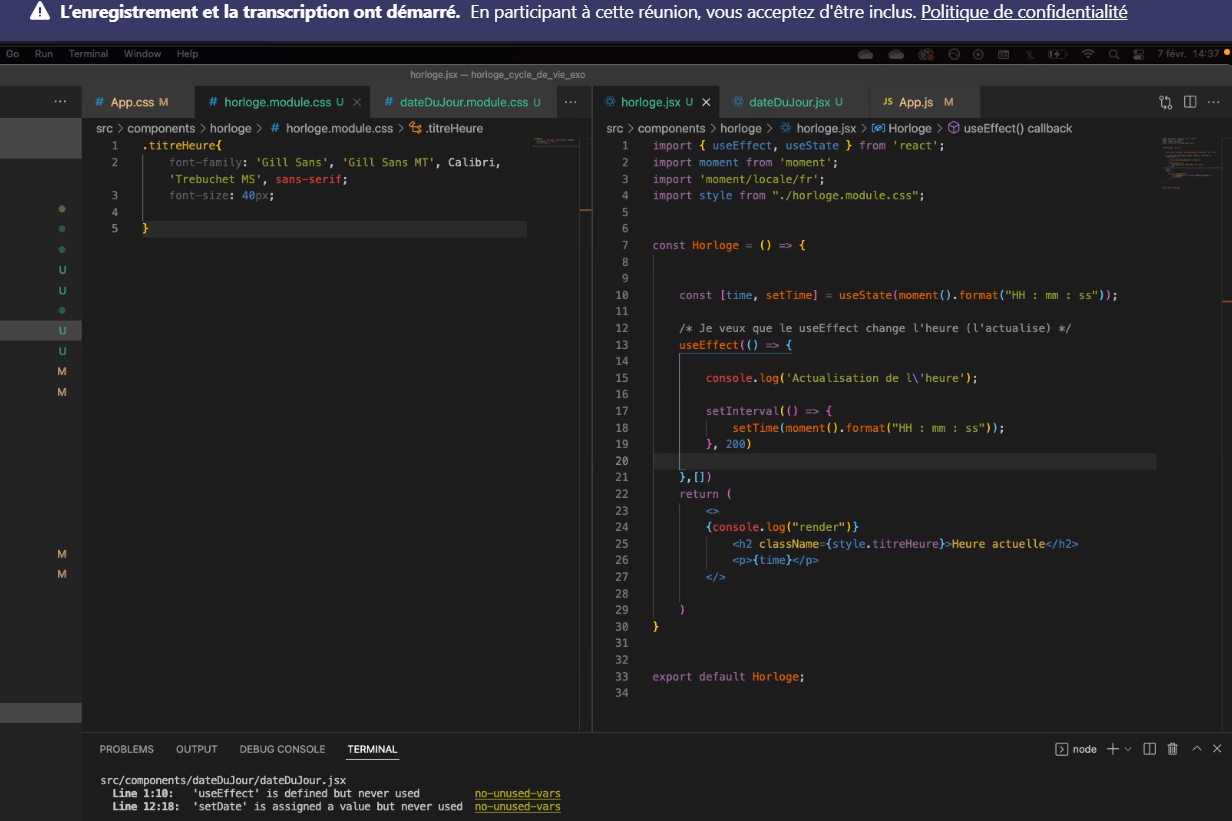 L'enregistrement et la transcription ont démarré. En participant à cette réunion, vous acceptez d'être inclus. Politique de confidentialité
Go Run Terminal Window Help 7 févr. 14:37
horloge.jsx — horloge_cycle_de_vie_exo
··· # App.css M # horloge.module.css U × # dateDuJour.module.css U ···
src > components > horloge > # horloge.module.css > .titreHeure
1 .titreHeure{
2 font-family: 'Gill Sans', 'Gill Sans MT', Calibri,
'Trebuchet MS', sans-serif;
3 font-size: 40px;
4
5 }
U
U
U
U
M
M
M
M
horloge.jsx U × dateDuJour.jsx U JS App.js M ···
src > components > horloge > horloge.jsx > Horloge > useEffect() callback
1 import { useEffect, useState } from 'react';
2 import moment from 'moment';
3 import 'moment/locale/fr';
4 import style from "./horloge.module.css";
5
6
7 const Horloge = () => {
8
9
10 const [time, setTime] = useState(moment().format("HH : mm : ss"));
11
12 /* Je veux que le useEffect change l'heure (l'actualise) */
13 useEffect(() => {
14
15 console.log('Actualisation de l\'heure');
16
17 setInterval(() => {
18 setTime(moment().format("HH : mm : ss"));
19 }, 200)
20
21 },[])
22 return (
23 <>
24 {console.log("render")}
25 <h2 className={style.titreHeure}>Heure actuelle</h2>
26 <p>{time}</p>
27 </>
28
29 )
30 }
31
32
33 export default Horloge;
34
PROBLEMS OUTPUT DEBUG CONSOLE TERMINAL node
src/components/dateDuJour/dateDuJour.jsx
Line 1:10: 'useEffect' is defined but never used no-unused-vars
Line 12:18: 'setDate' is assigned a value but never used no-unused-vars